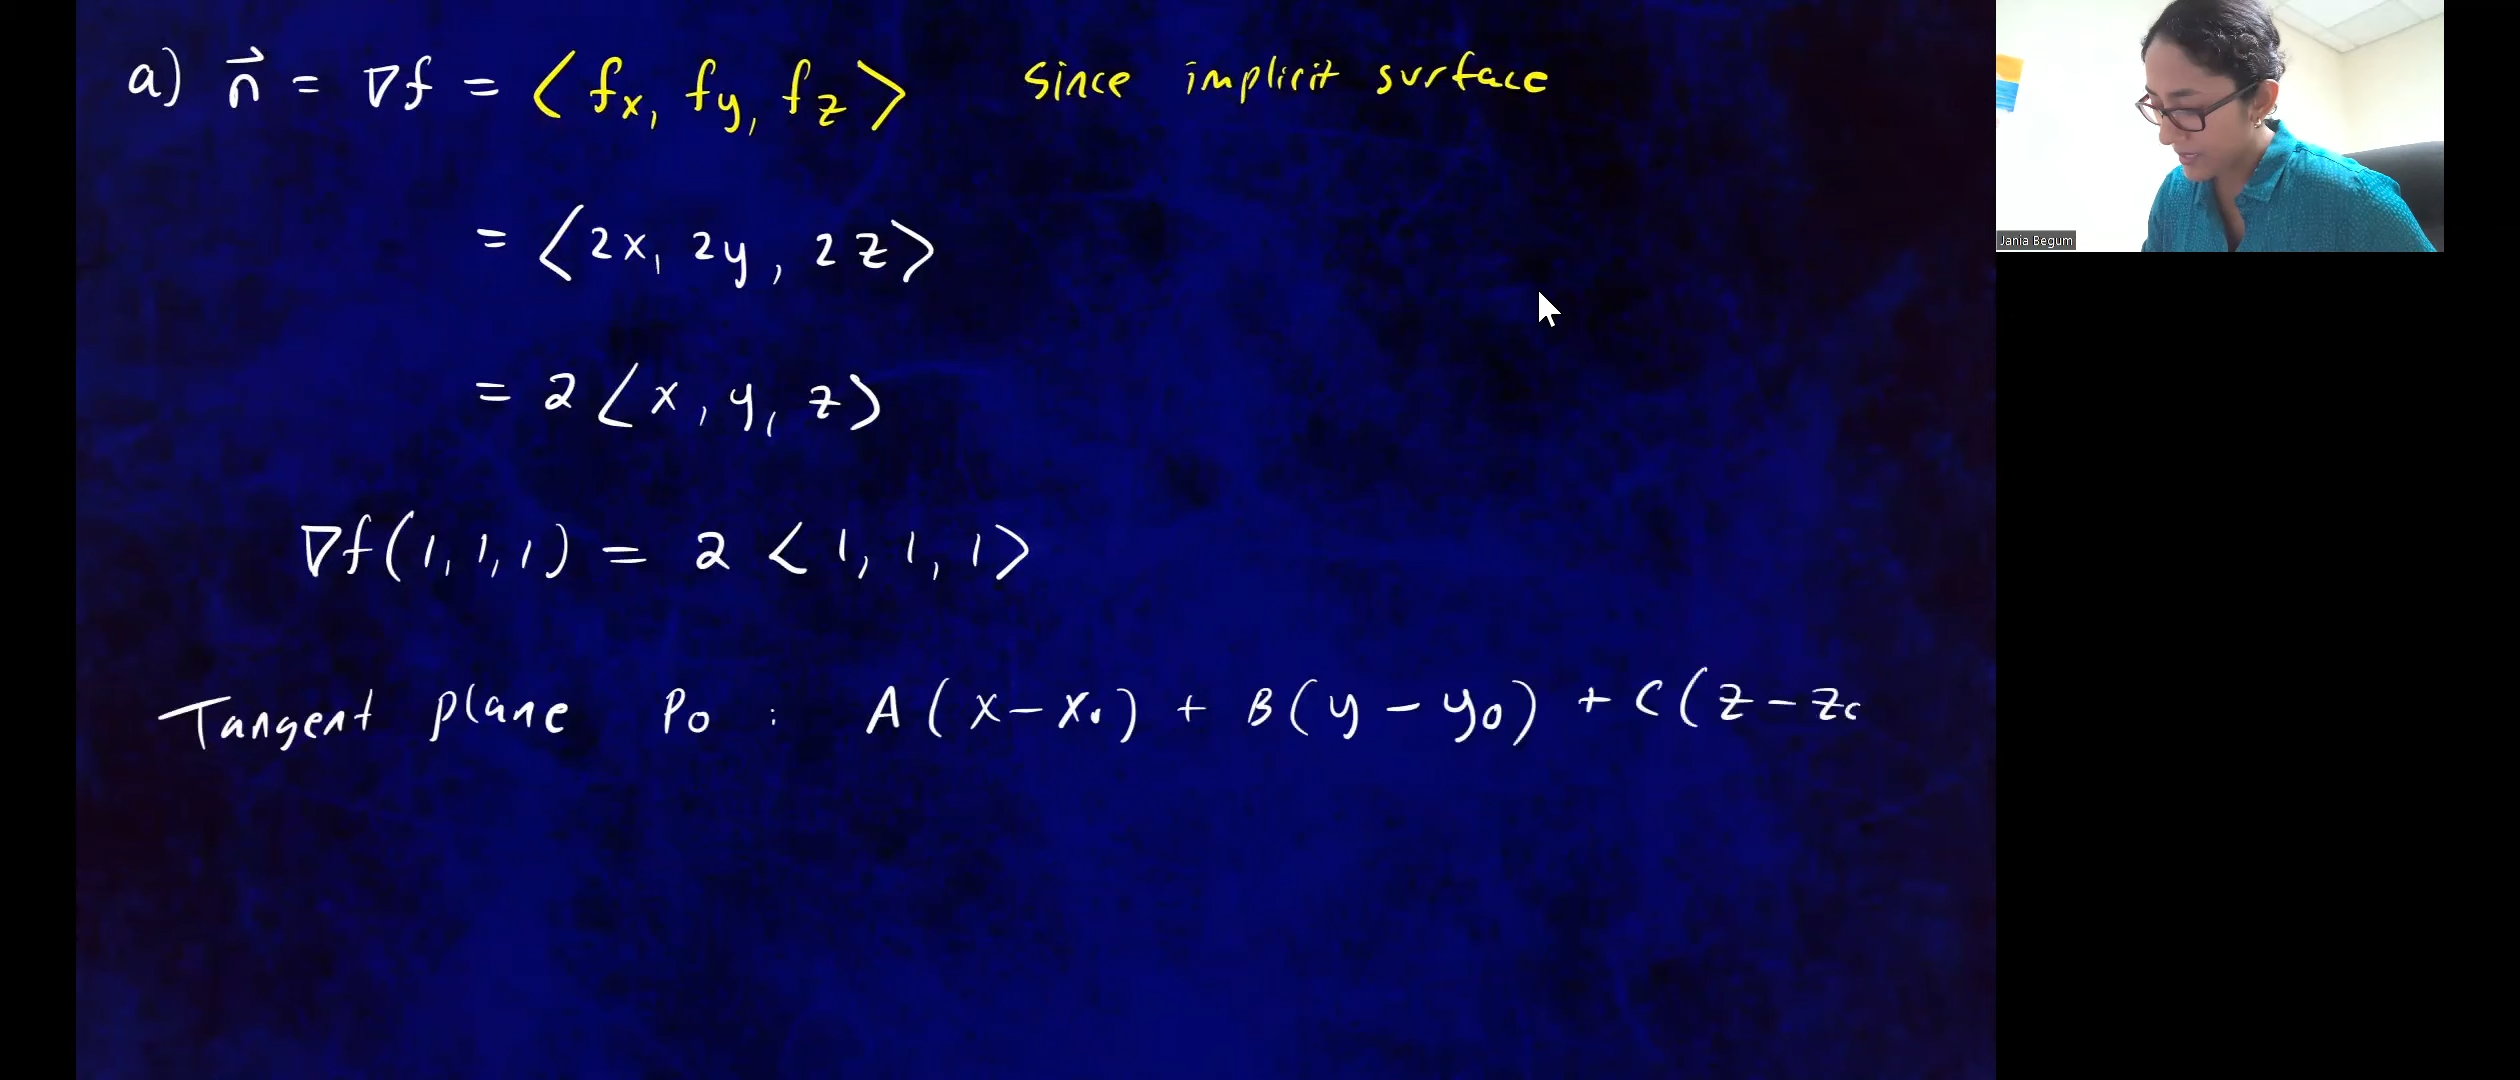 a) n⃗ = ∇f = ⟨fx, fy, fz⟩ since implicit surface
= ⟨2x, 2y, 2z⟩
= 2⟨x, y, z⟩
∇f(1, 1, 1) = 2⟨1, 1, 1⟩
Tangent plane P0 : A(x-x0) + B(y-y0) + C(z-zc
Jania Begum